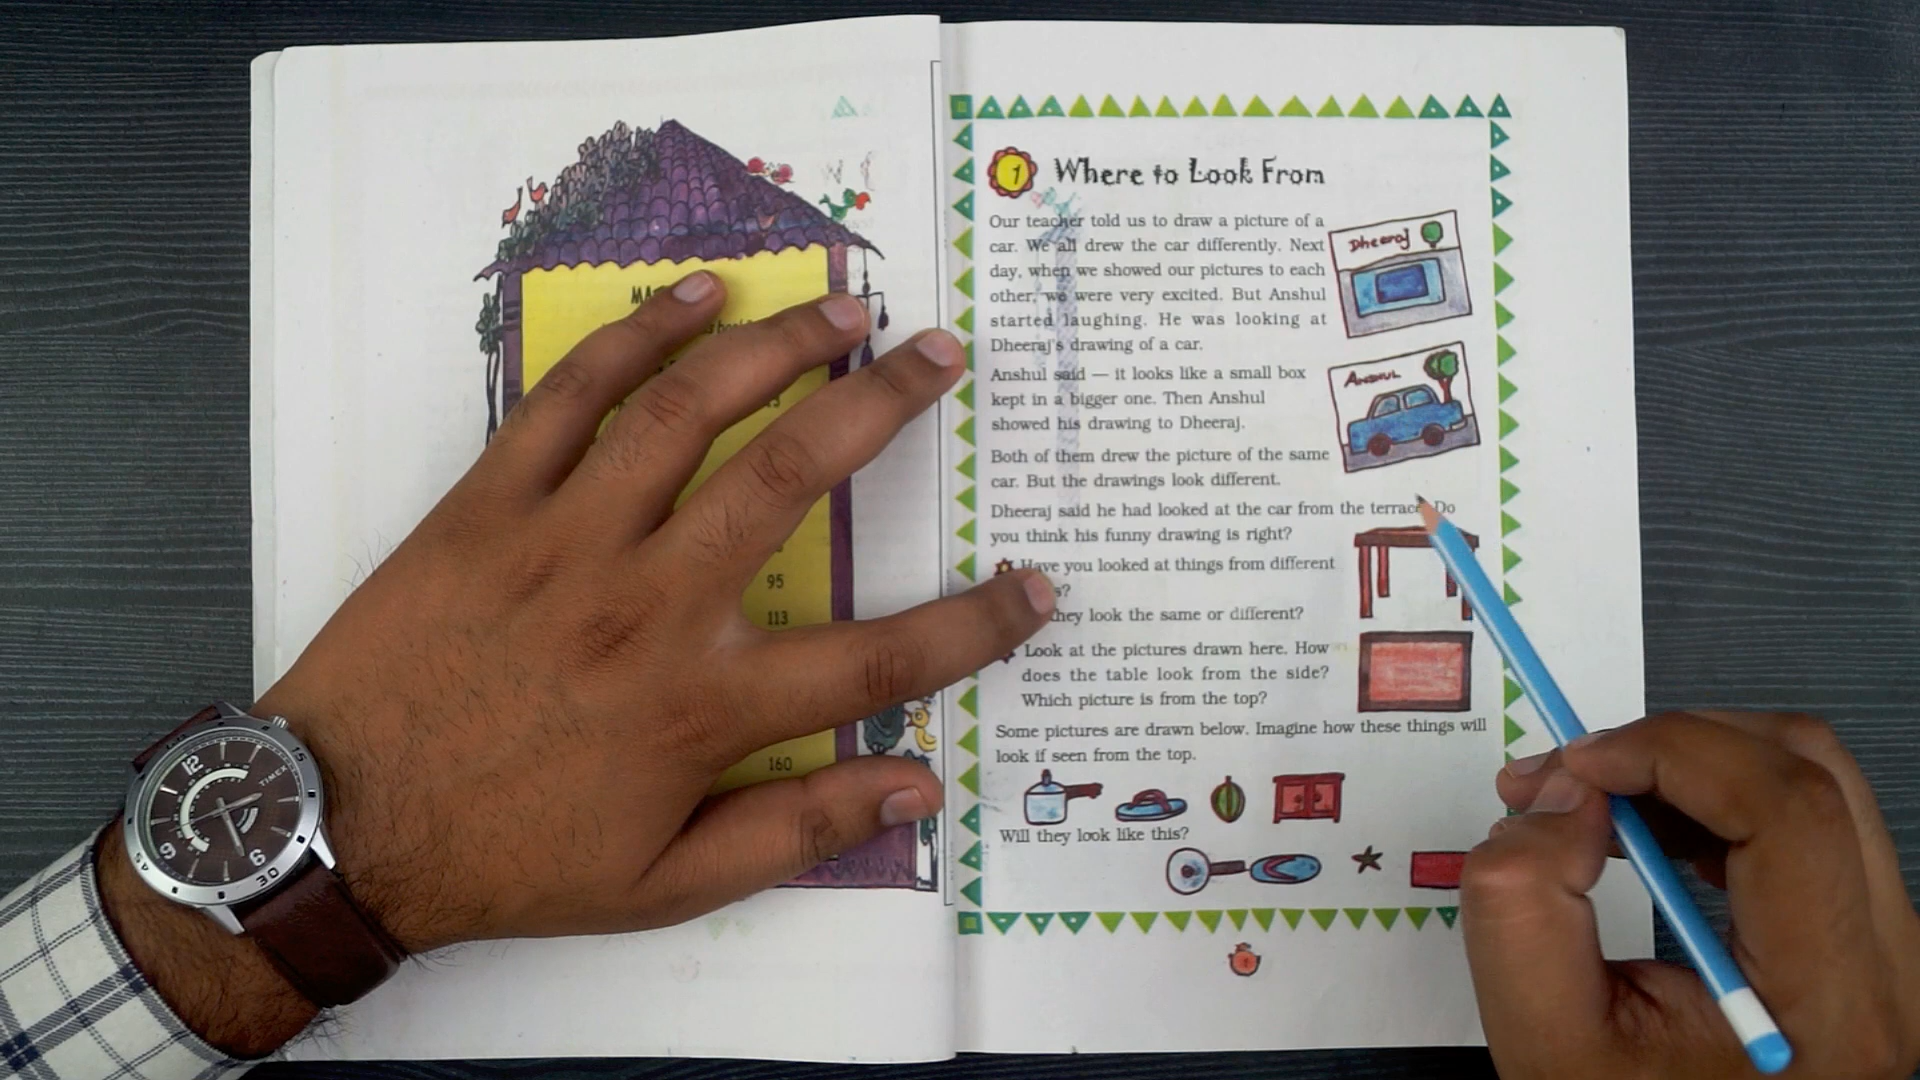 95
113
160
1 Where to Look From
Our teacher told us to draw a picture of a
car. We all drew the car differently. Next
day, when we showed our pictures to each
other, we were very excited. But Anshul
started laughing. He was looking at
Dheeraj's drawing of a car.
Dheeraj
Anshul said — it looks like a small box
kept in a bigger one. Then Anshul
showed his drawing to Dheeraj.
ANSHUL
Both of them drew the picture of the same
car. But the drawings look different.
Dheeraj said he had looked at the car from the terrace. Do
you think his funny drawing is right?
Have you looked at things from different
they look the same or different?
Look at the pictures drawn here. How
does the table look from the side?
Which picture is from the top?
Some pictures are drawn below. Imagine how these things will
look if seen from the top.
Will they look like this?
12
15
TIMEX
45
30